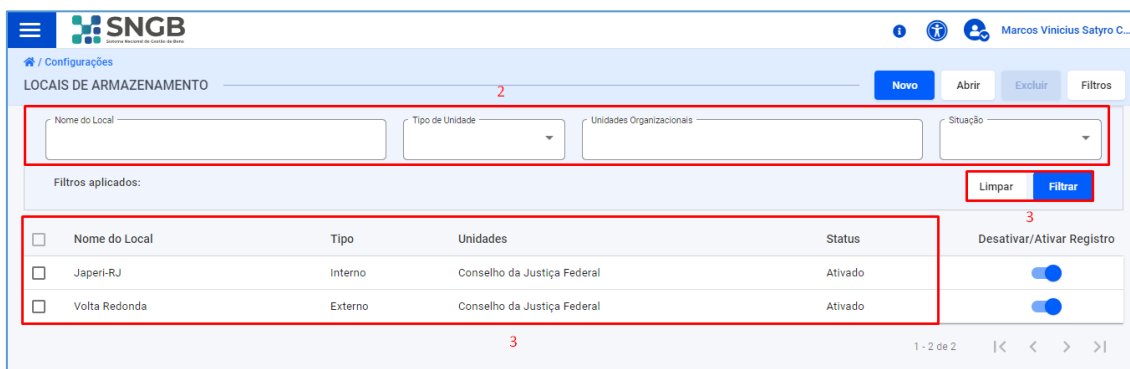 SNGB
Sistema Nacional de Gestão de Bens
Marcos Vinicius Satyro C...
/ Configurações
LOCAIS DE ARMAZENAMENTO
Novo Abrir Excluir Filtros
2
Nome do Local Tipo de Unidade Unidades Organizacionais Situação
Filtros aplicados:
Limpar Filtrar
3
Nome do Local Tipo Unidades Status Desativar/Ativar Registro
Japeri-RJ Interno Conselho da Justiça Federal Ativado
Volta Redonda Externo Conselho da Justiça Federal Ativado
3
1 - 2 de 2